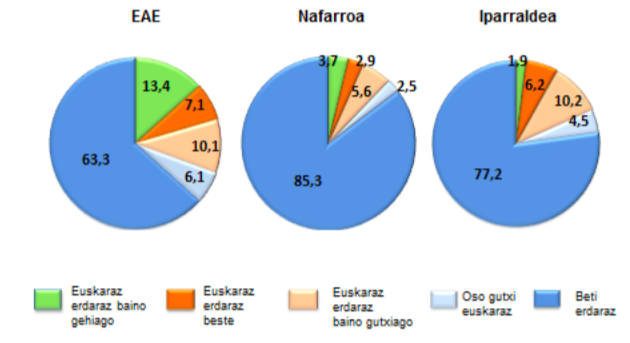 EAE
Nafarroa
Iparraldea
13,4
7,1
10,1
6,1
63,3
3,7
2,9
5,6
2,5
85,3
1,9
6,2
10,2
4,5
77,2
Euskaraz
erdaraz baino
gehiago
Euskaraz
erdaraz
beste
Euskaraz
erdaraz
baino gutxiago
Oso gutxi
euskaraz
Beti
erdaraz